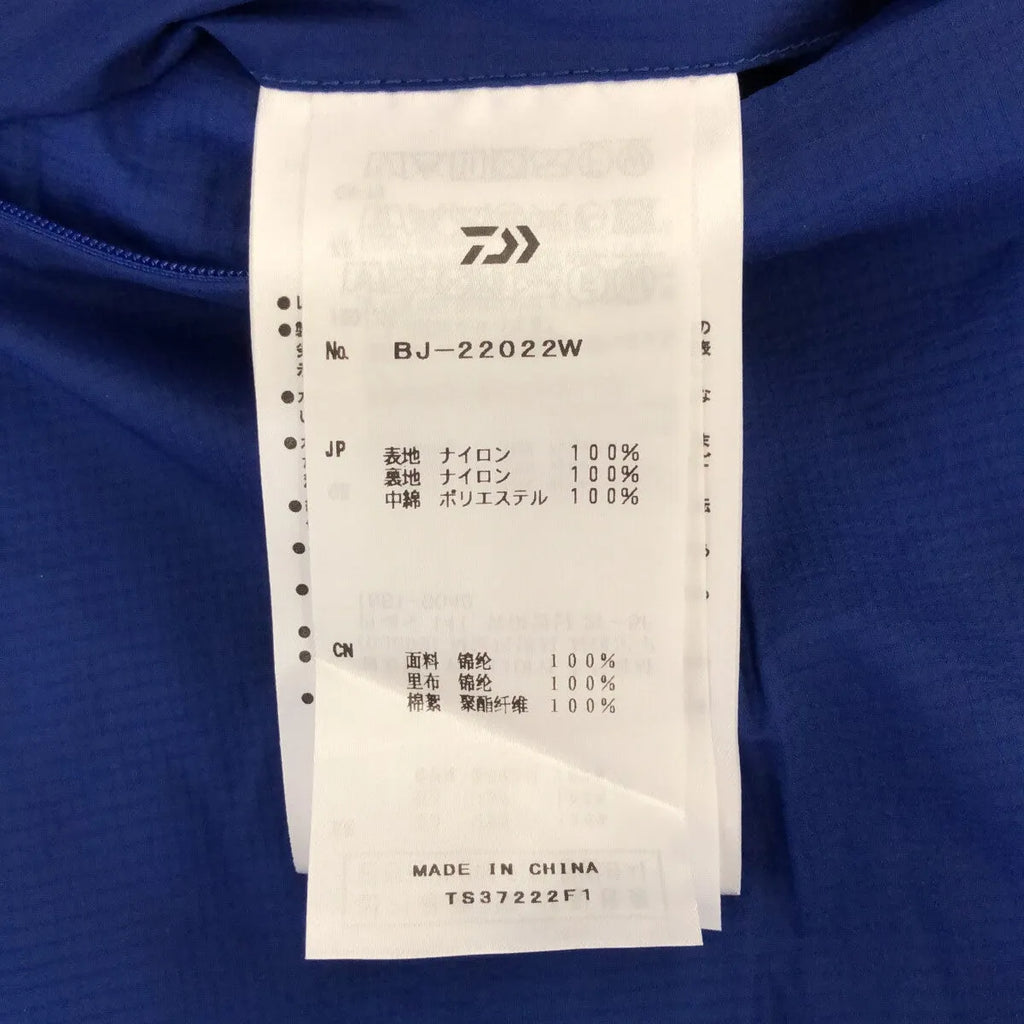 No. BJ-22022W
JP 表地 ナイロン 100%
裏地 ナイロン 100%
中綿 ポリエステル 100%
CN 面料 锦纶 100%
里布 锦纶 100%
棉絮 聚酯纤维 100%
MADE IN CHINA
TS37222F1